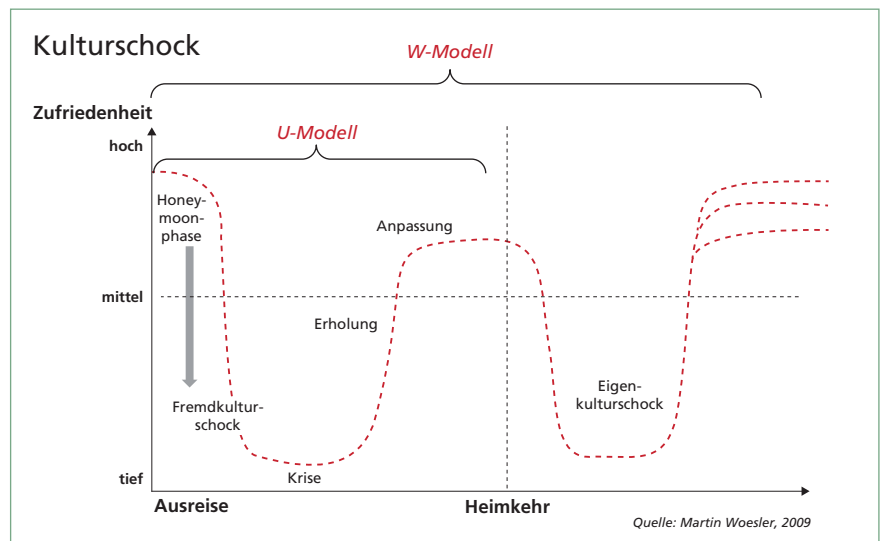 Kulturschock
W-Modell
Zufriedenheit
U-Modell
hoch
Honey-
moon-
phase
Anpassung
mittel
Erholung
Fremdkultur-
schock
Eigen-
kulturschock
tief
Krise
Ausreise
Heimkehr
Quelle: Martin Woesler, 2009